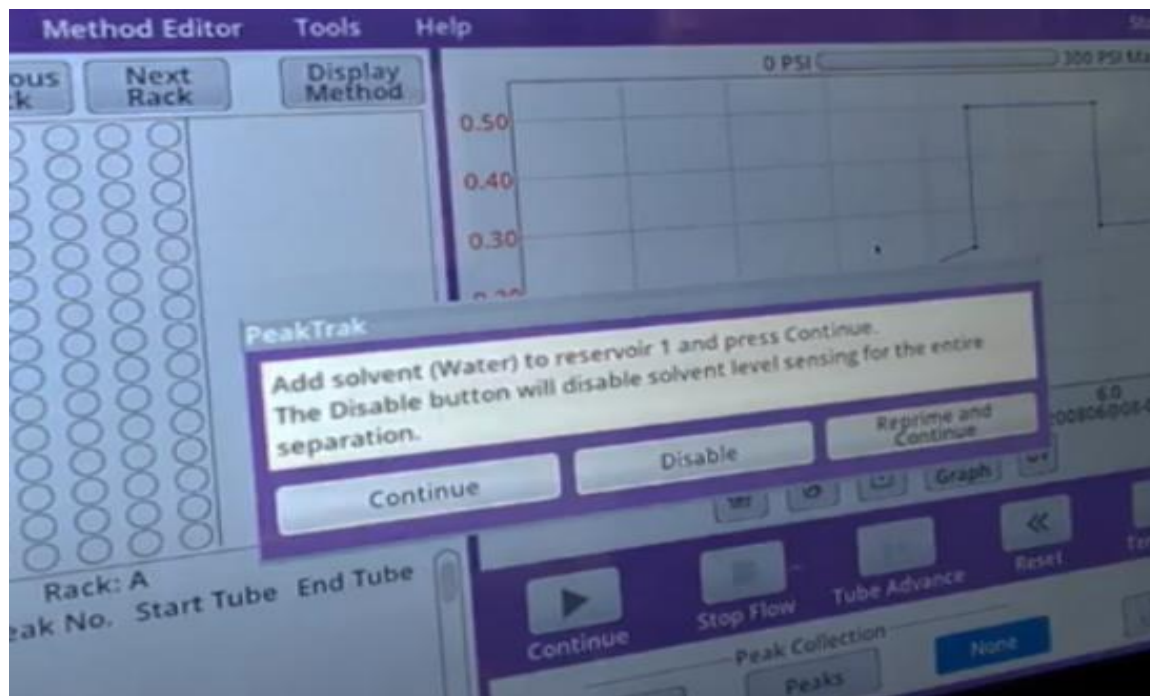 Method Editor Tools Help
Next Rack
Display Method
0 PSI
300 PSI
0.50
0.40
0.30
PeakTrak
Add solvent (Water) to reservoir 1 and press Continue.
The Disable button will disable solvent level sensing for the entire
separation.
Continue
Disable
Reprime and
Continue
6.0
Graph
Rack: A
Start Tube End Tube
No.
Continue
Stop Flow
Tube Advance
Reset
Peak Collection
Peaks
None